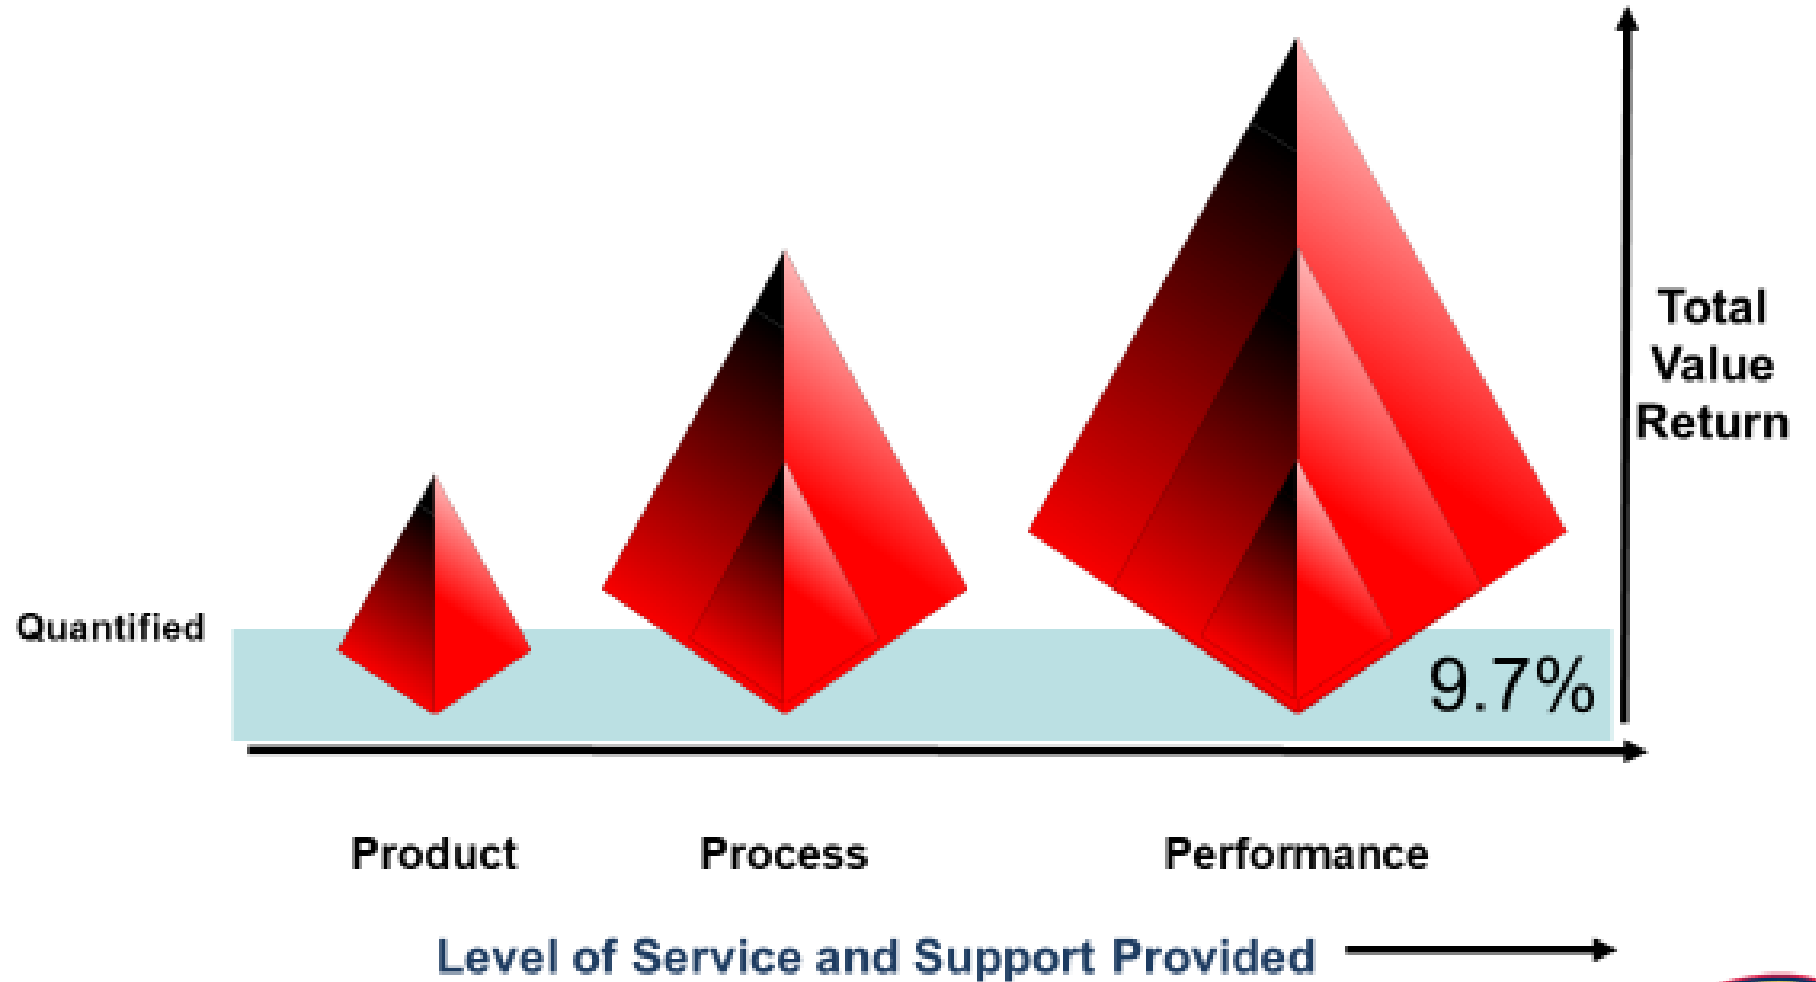 Total
Value
Return
Quantified
9.7%
Product
Process
Performance
Level of Service and Support Provided